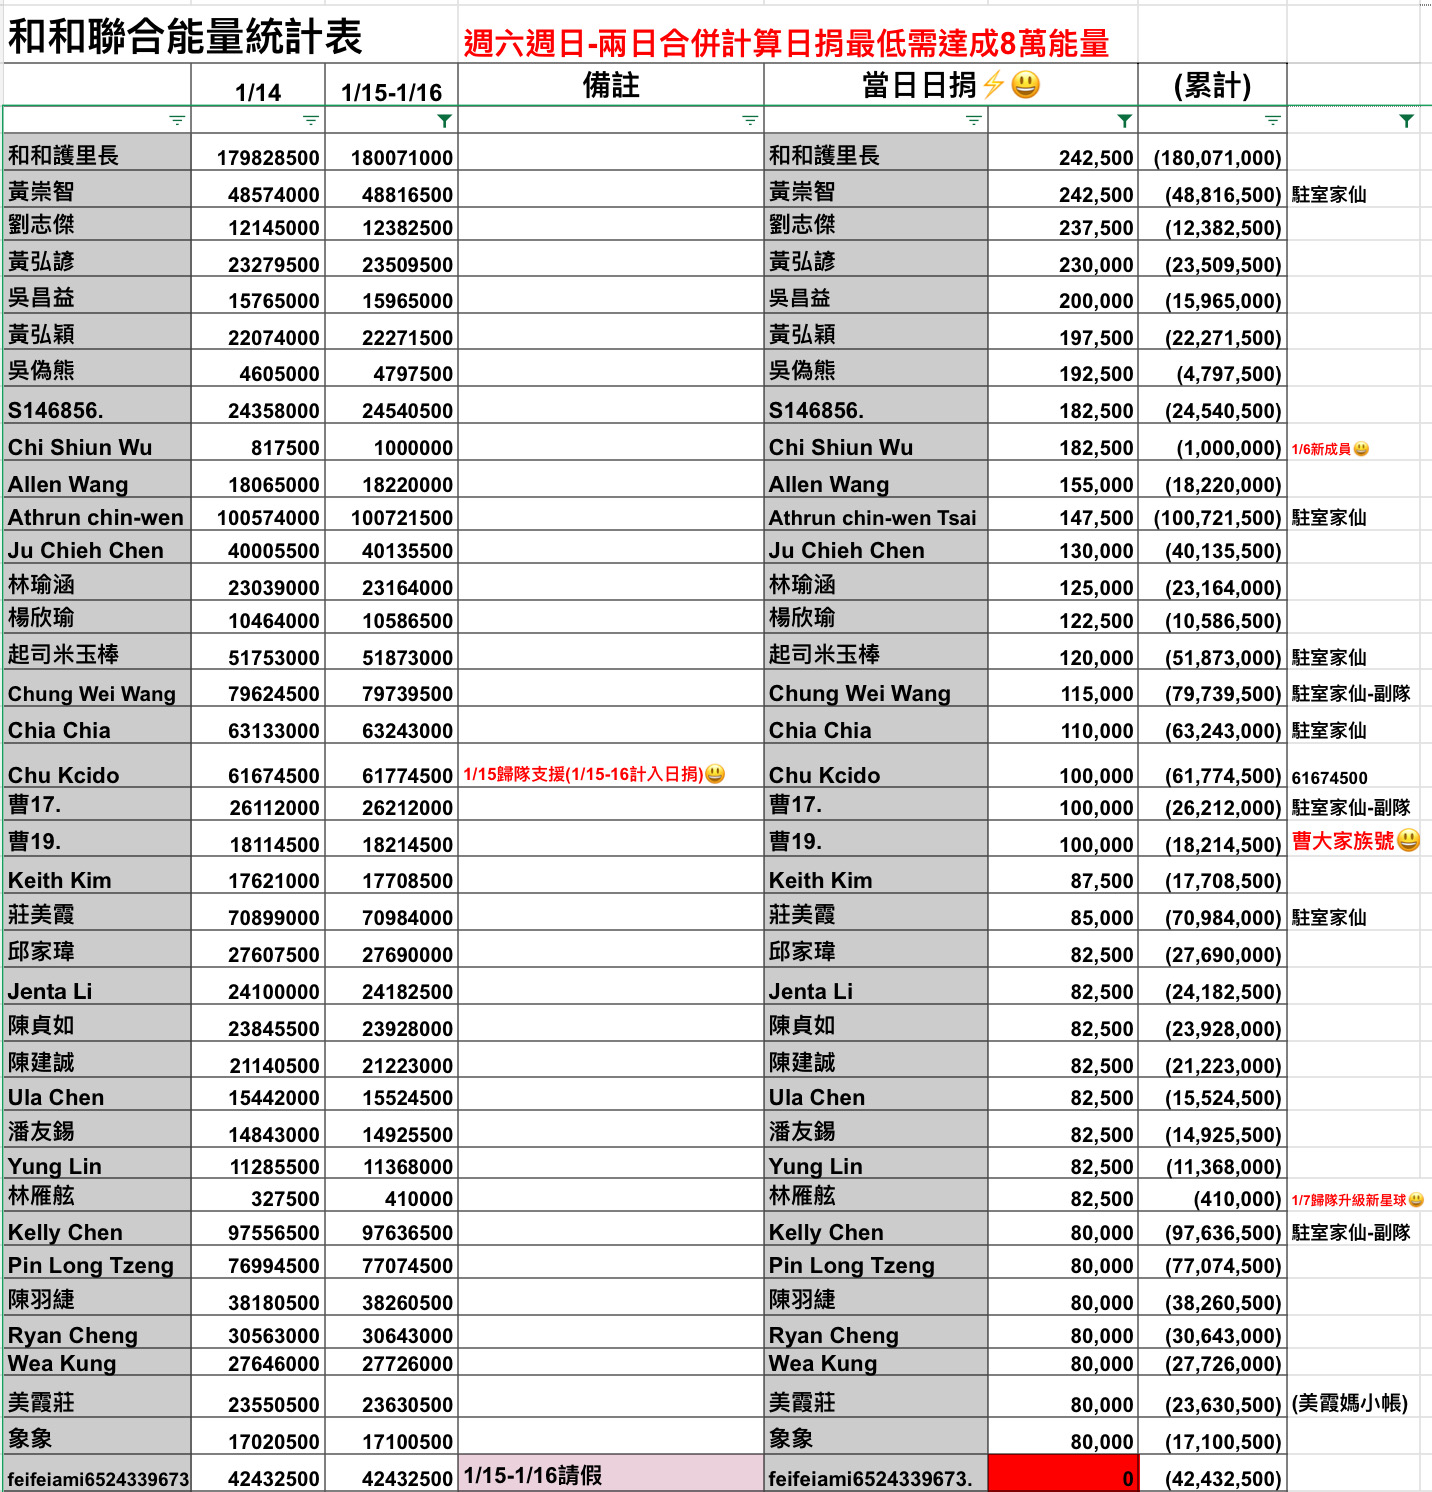 和和聯合能量統計表 週六週日-兩日合併計算日捐最低需達成8萬能量
1/14 1/15-1/16 備註 當日日捐⚡😃 (累計)
和和護里長 179828500 180071000 和和護里長 242,500 (180,071,000)
黃崇智 48574000 48816500 黃崇智 242,500 (48,816,500) 駐室家仙
劉志傑 12145000 12382500 劉志傑 237,500 (12,382,500)
黃弘諺 23279500 23509500 黃弘諺 230,000 (23,509,500)
吳昌益 15765000 15965000 吳昌益 200,000 (15,965,000)
黃弘穎 22074000 22271500 黃弘穎 197,500 (22,271,500)
吳偽熊 4605000 4797500 吳偽熊 192,500 (4,797,500)
S146856. 24358000 24540500 S146856. 182,500 (24,540,500)
Chi Shiun Wu 817500 1000000 Chi Shiun Wu 182,500 (1,000,000) 1/6新成員😃
Allen Wang 18065000 18220000 Allen Wang 155,000 (18,220,000)
Athrun chin-wen 100574000 100721500 Athrun chin-wen Tsai 147,500 (100,721,500) 駐室家仙
Ju Chieh Chen 40005500 40135500 Ju Chieh Chen 130,000 (40,135,500)
林瑜涵 23039000 23164000 林瑜涵 125,000 (23,164,000)
楊欣瑜 10464000 10586500 楊欣瑜 122,500 (10,586,500)
起司米玉棒 51753000 51873000 起司米玉棒 120,000 (51,873,000) 駐室家仙
Chung Wei Wang 79624500 79739500 Chung Wei Wang 115,000 (79,739,500) 駐室家仙-副隊
Chia Chia 63133000 63243000 Chia Chia 110,000 (63,243,000) 駐室家仙
Chu Kcido 61674500 61774500 1/15歸隊支援(1/15-16計入日捐)😃 Chu Kcido 100,000 (61,774,500) 61674500
曹17. 26112000 26212000 曹17. 100,000 (26,212,000) 駐室家仙-副隊
曹19. 18114500 18214500 曹19. 100,000 (18,214,500) 曹大家族號😃
Keith Kim 17621000 17708500 Keith Kim 87,500 (17,708,500)
莊美霞 70899000 70984000 莊美霞 85,000 (70,984,000) 駐室家仙
邱家瑋 27607500 27690000 邱家瑋 82,500 (27,690,000)
Jenta Li 24100000 24182500 Jenta Li 82,500 (24,182,500)
陳貞如 23845500 23928000 陳貞如 82,500 (23,928,000)
陳建誠 21140500 21223000 陳建誠 82,500 (21,223,000)
Ula Chen 15442000 15524500 Ula Chen 82,500 (15,524,500)
潘友錫 14843000 14925500 潘友錫 82,500 (14,925,500)
Yung Lin 11285500 11368000 Yung Lin 82,500 (11,368,000)
林雁舷 327500 410000 林雁舷 82,500 (410,000) 1/7歸隊升級新星球😃
Kelly Chen 97556500 97636500 Kelly Chen 80,000 (97,636,500) 駐室家仙-副隊
Pin Long Tzeng 76994500 77074500 Pin Long Tzeng 80,000 (77,074,500)
陳羽緁 38180500 38260500 陳羽緁 80,000 (38,260,500)
Ryan Cheng 30563000 30643000 Ryan Cheng 80,000 (30,643,000)
Wea Kung 27646000 27726000 Wea Kung 80,000 (27,726,000)
美霞莊 23550500 23630500 美霞莊 80,000 (23,630,500) (美霞媽小帳)
象象 17020500 17100500 象象 80,000 (17,100,500)
feifeiami6524339673 42432500 42432500 1/15-1/16請假 feifeiami6524339673. 0 (42,432,500)